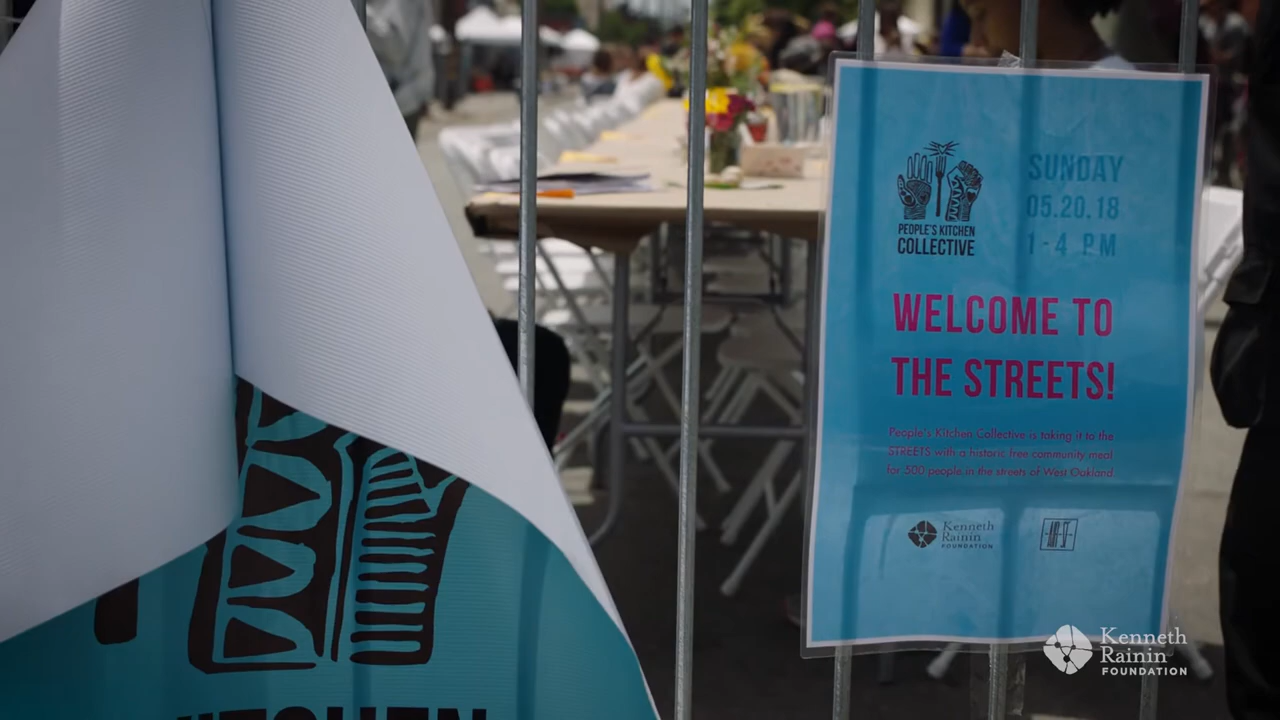 PEOPLE'S KITCHEN
COLLECTIVE
SUNDAY
05.20.18
1-4 PM
WELCOME TO
THE STREETS!
People's Kitchen Collective is taking it to the
STREETS with a historic free community meal
for 500 people in the streets of West Oakland
Kenneth
Rainin
FOUNDATION
KITCHEN
Kenneth
Rainin
FOUNDATION